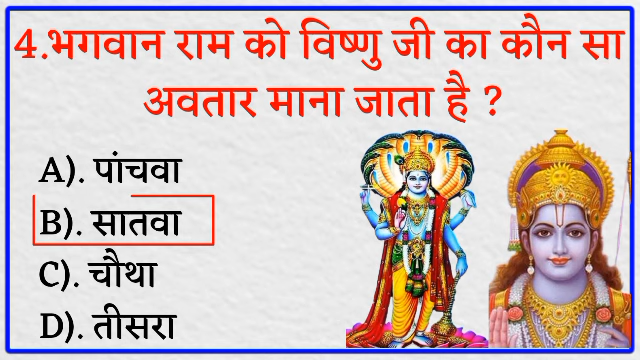 4.भगवान राम को विष्णु जी का कौन सा
अवतार माना जाता है ?
A). पांचवा
B). सातवा
C). चौथा
D). तीसरा